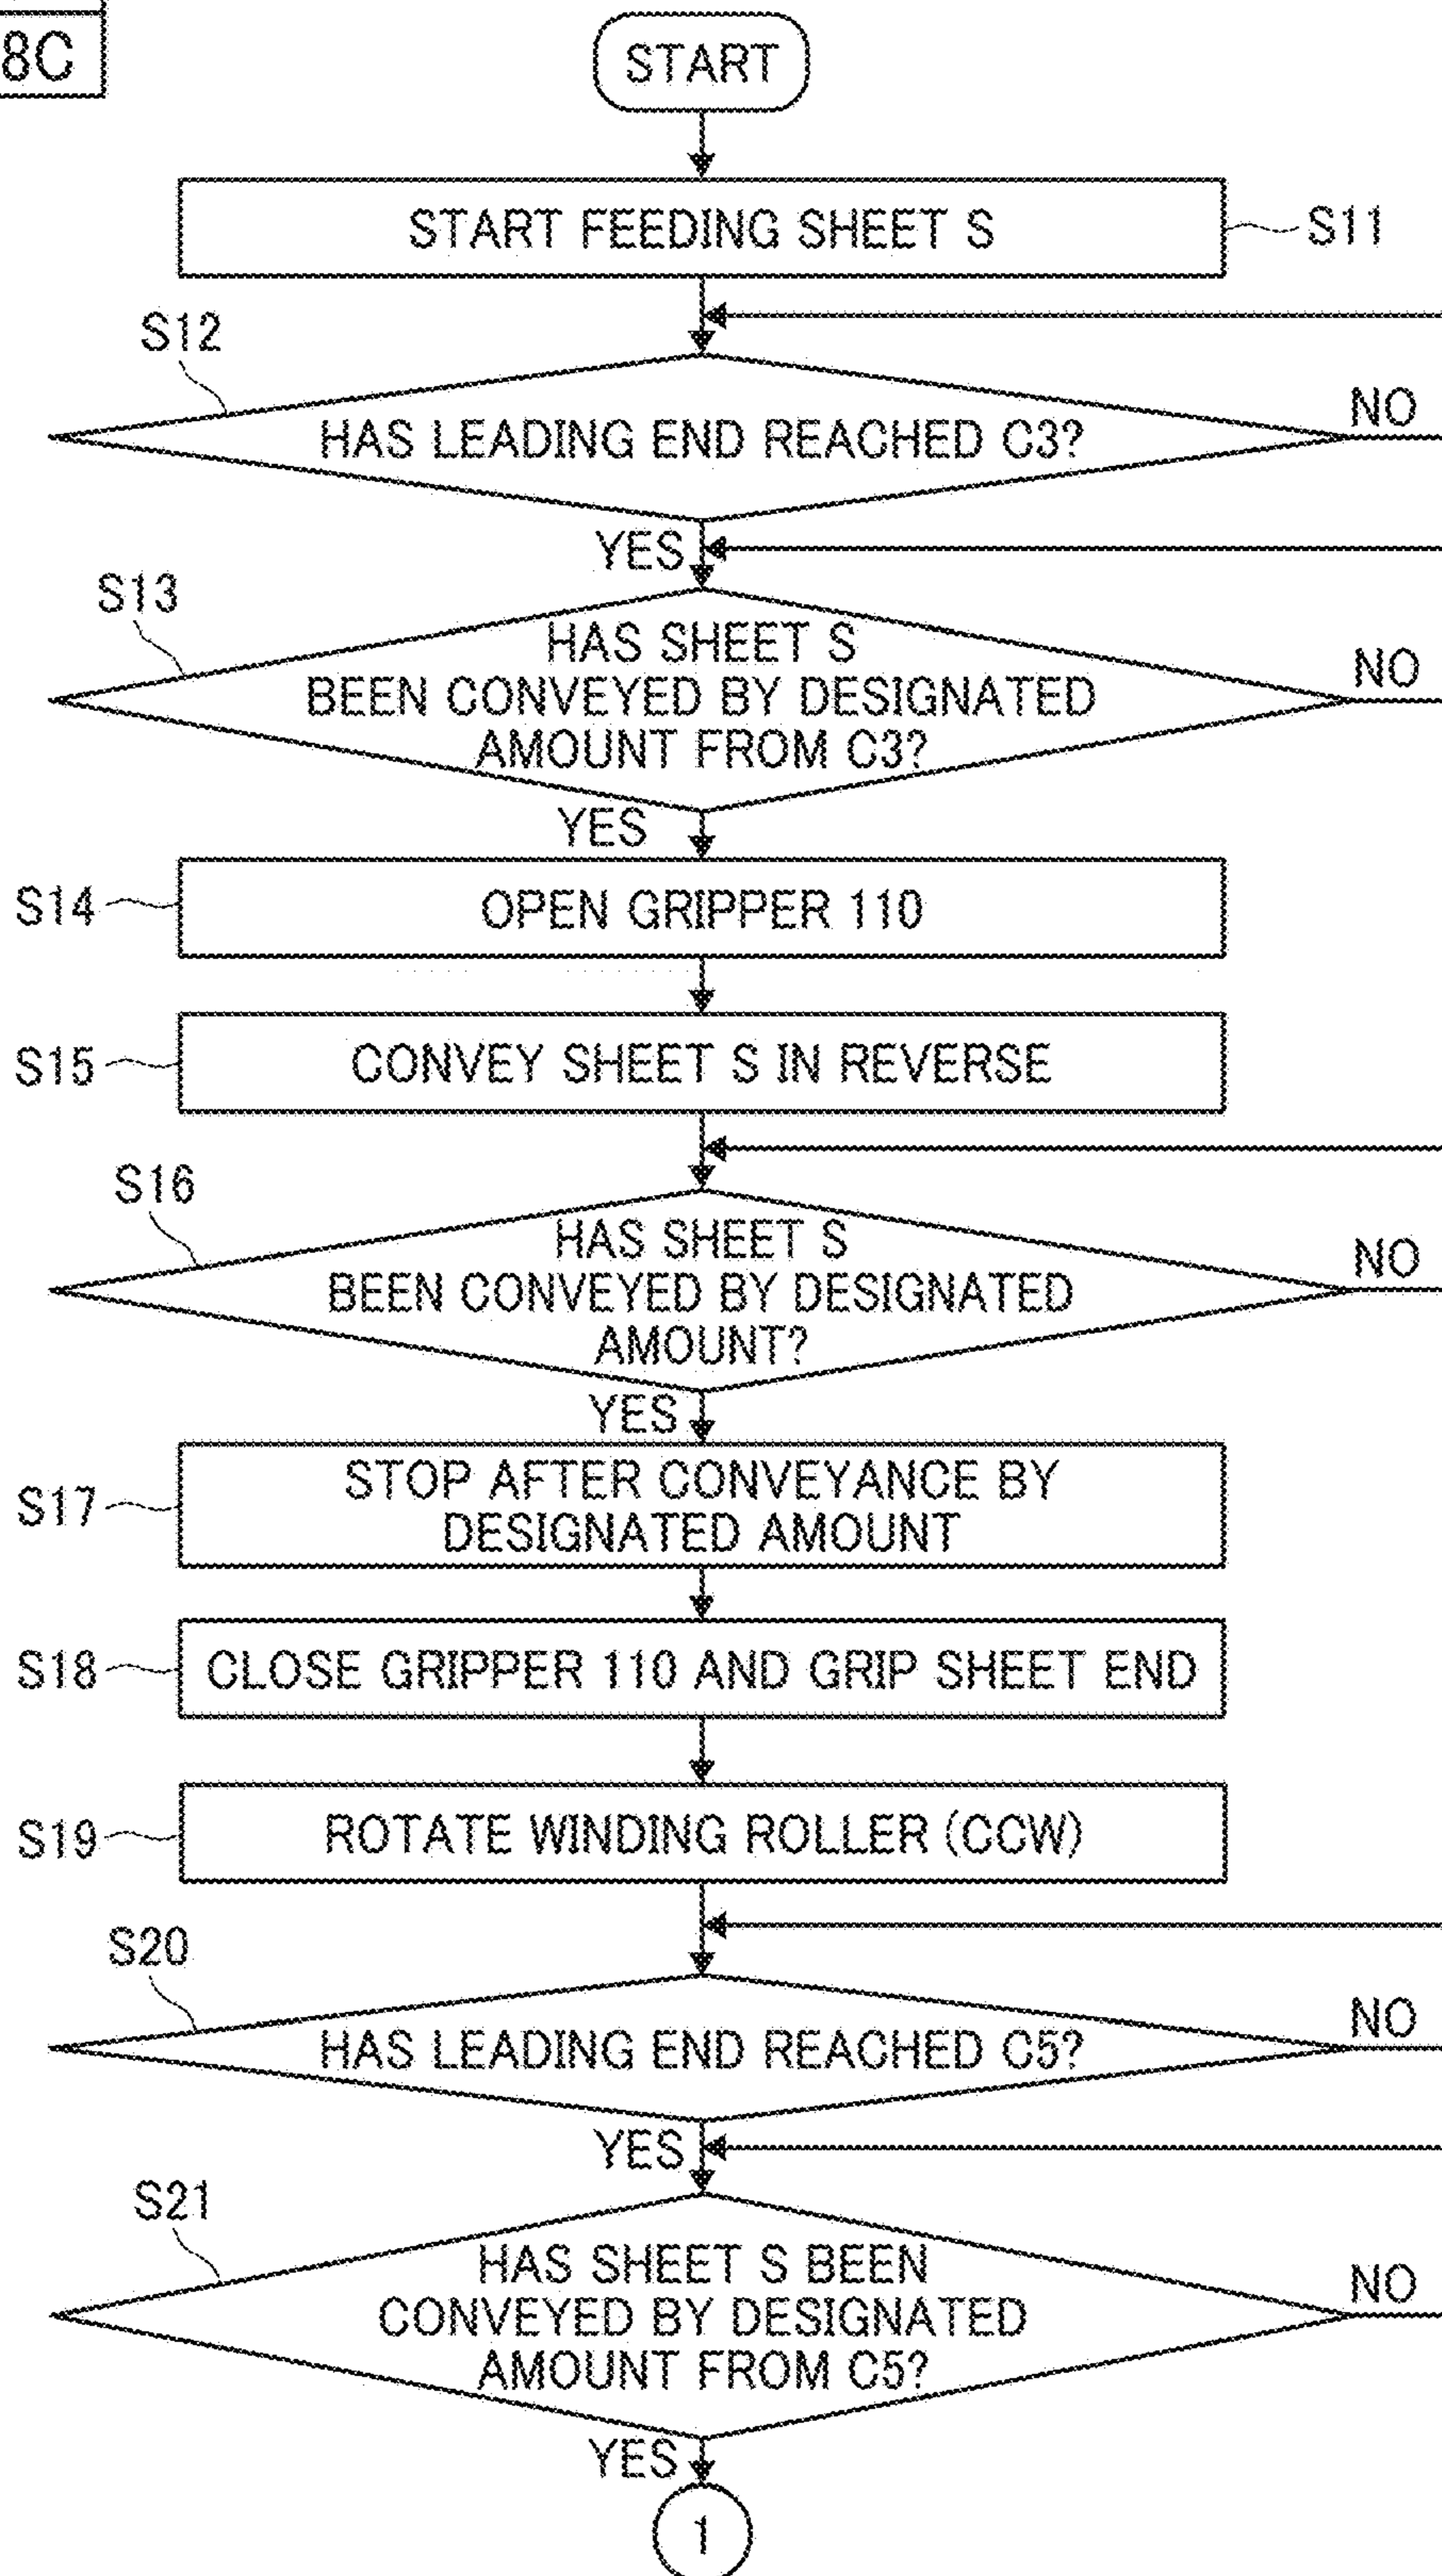 8C
START
START FEEDING SHEET S
S11
S12
HAS LEADING END REACHED C3?
NO
YES
S13
HAS SHEET S
BEEN CONVEYED BY DESIGNATED
AMOUNT FROM C3?
NO
YES
S14
OPEN GRIPPER 110
S15
CONVEY SHEET S IN REVERSE
S16
HAS SHEET S
BEEN CONVEYED BY DESIGNATED
AMOUNT?
NO
YES
S17
STOP AFTER CONVEYANCE BY
DESIGNATED AMOUNT
S18
CLOSE GRIPPER 110 AND GRIP SHEET END
S19
ROTATE WINDING ROLLER (CCW)
S20
HAS LEADING END REACHED C5?
NO
YES
S21
HAS SHEET S BEEN
CONVEYED BY DESIGNATED
AMOUNT FROM C5?
NO
YES
1